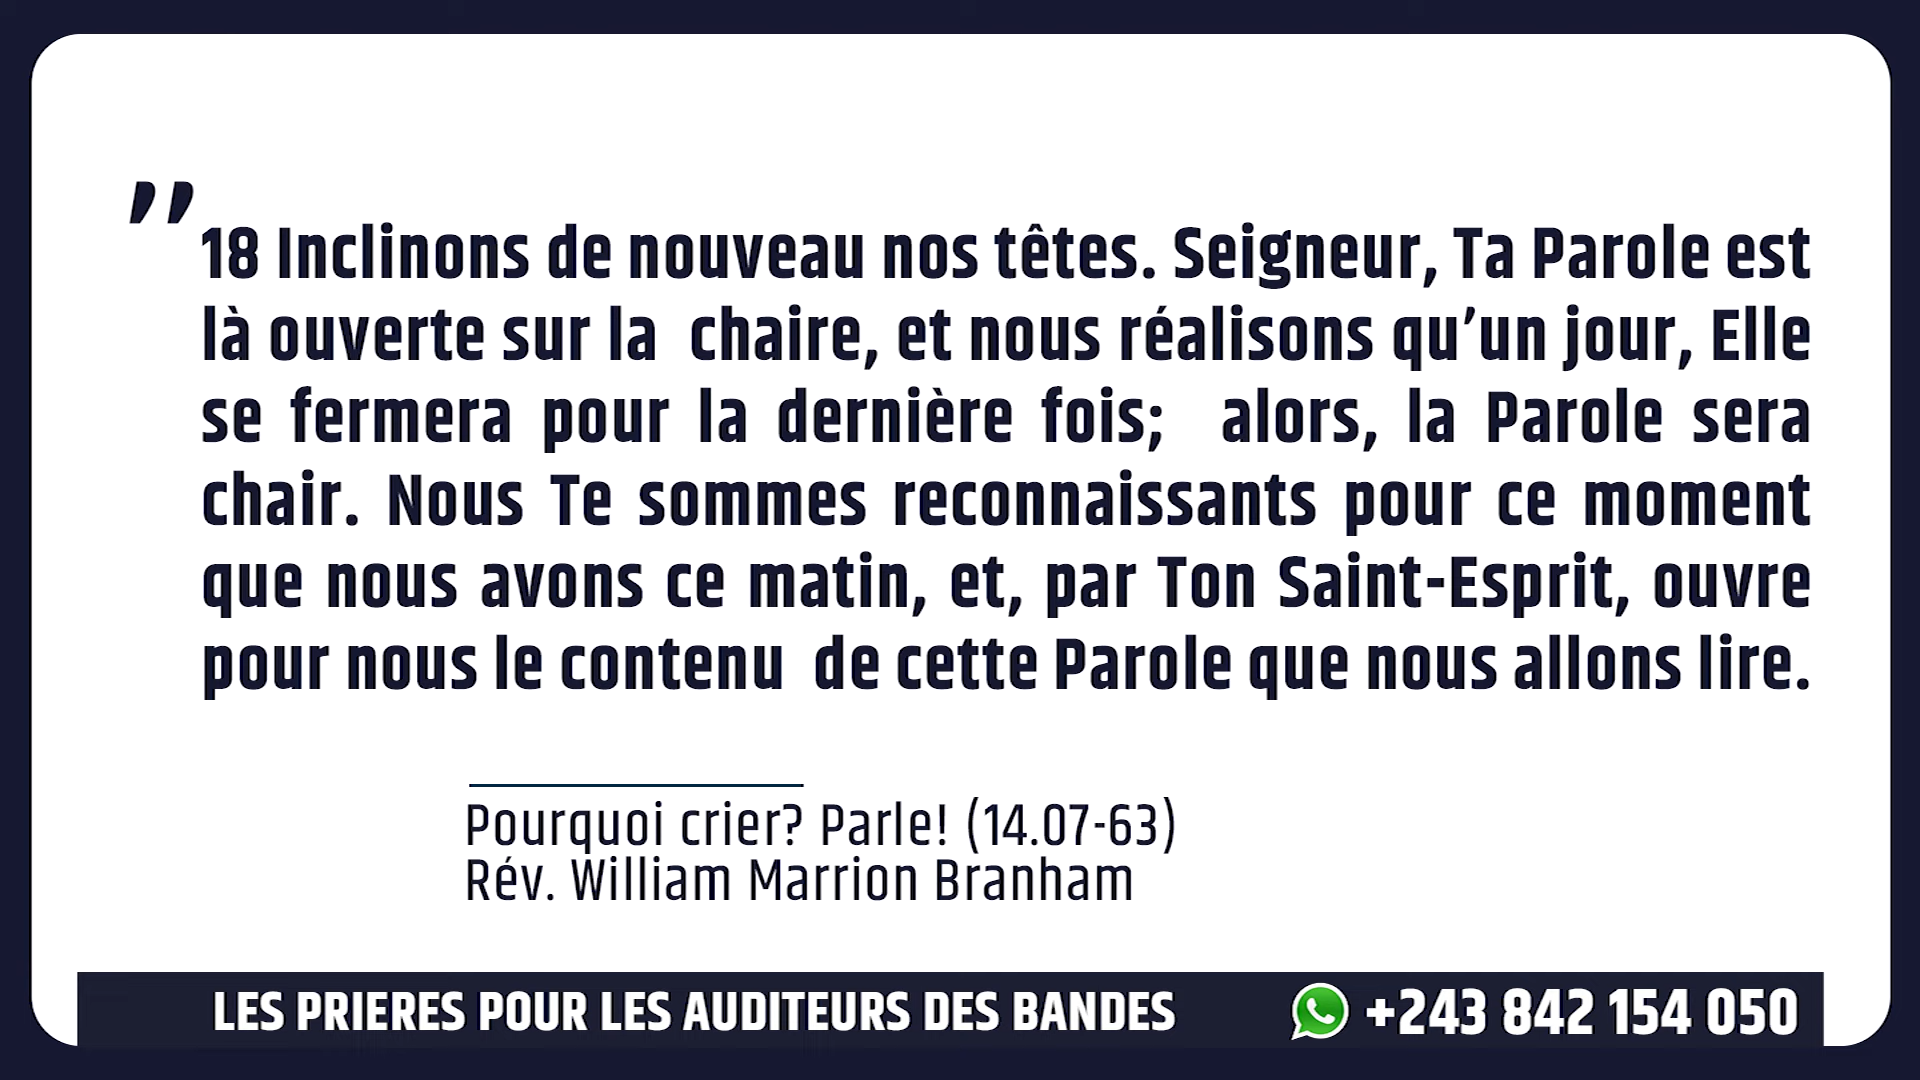 ”
18 Inclinons de nouveau nos têtes. Seigneur, Ta Parole est
là ouverte sur la chaire, et nous réalisons qu’un jour, Elle
se fermera pour la dernière fois; alors, la Parole sera
chair. Nous Te sommes reconnaissants pour ce moment
que nous avons ce matin, et, par Ton Saint-Esprit, ouvre
pour nous le contenu de cette Parole que nous allons lire.
Pourquoi crier? Parle! (14.07-63)
Rév. William Marrion Branham
LES PRIERES POUR LES AUDITEURS DES BANDES +243 842 154 050